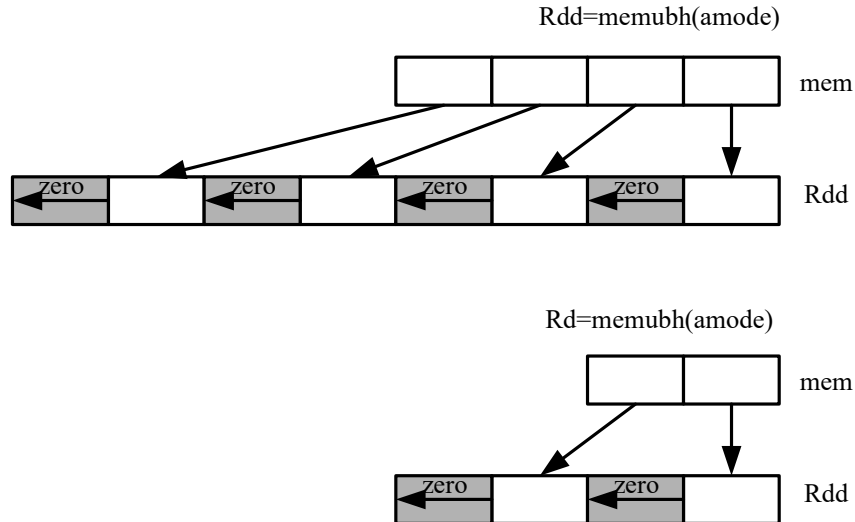 Rdd=memubh(amode)
mem
zero zero zero zero Rdd
Rd=memubh(amode)
mem
zero zero Rdd